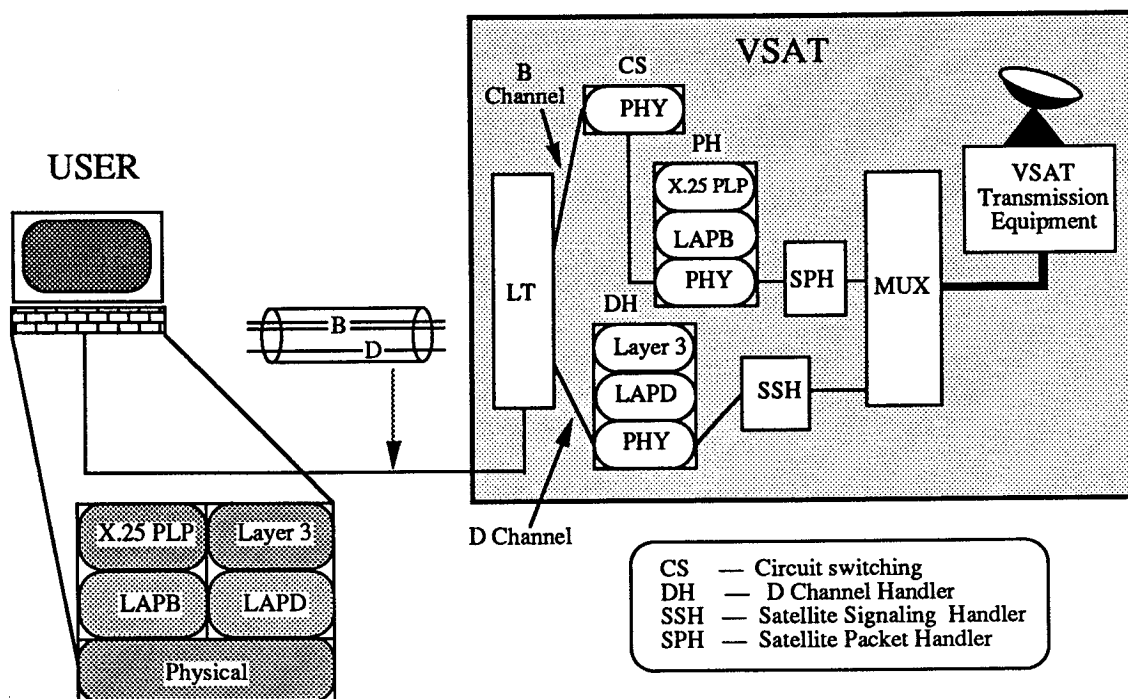 VSAT
B
Channel
CS
PHY
PH
X.25 PLP
LAPB
PHY
VSAT
Transmission
Equipment
USER
LT
SPH
MUX
B
D
DH
Layer 3
LAPD
PHY
SSH
D Channel
X.25 PLP
Layer 3
LAPB
LAPD
Physical
CS — Circuit switching
DH — D Channel Handler
SSH — Satellite Signaling Handler
SPH — Satellite Packet Handler